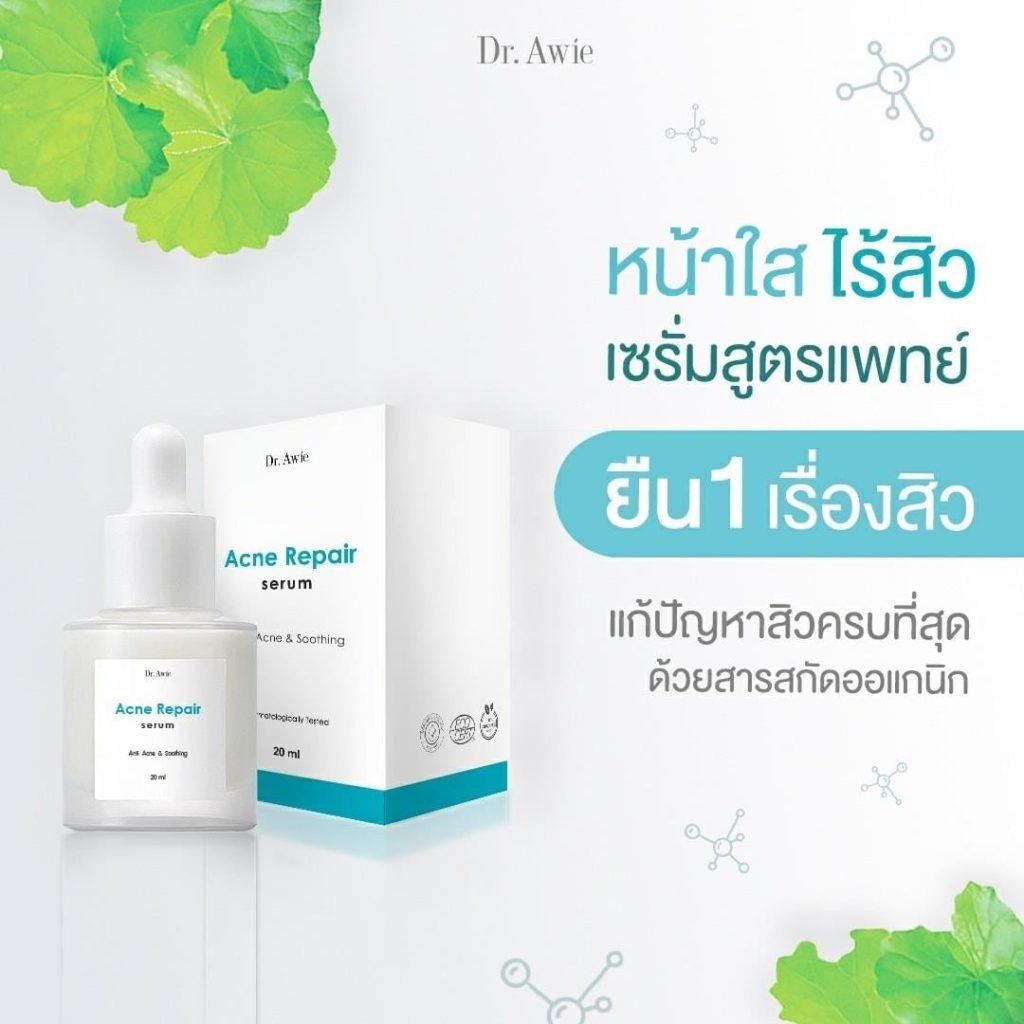 Dr. Awie
หน้าใส ไร้สิว
เซรั่มสูตรแพทย์
ยืน1 เรื่องสิว
แก้ปัญหาสิวครบที่สุด
ด้วยสารสกัดออแกนิก
Dr. Awie
Acne Repair
serum
Acne & Soothing
Tested
20 ml
Dr. Awie
Acne Repair
serum
Anti Acne & Soothing
20 ml